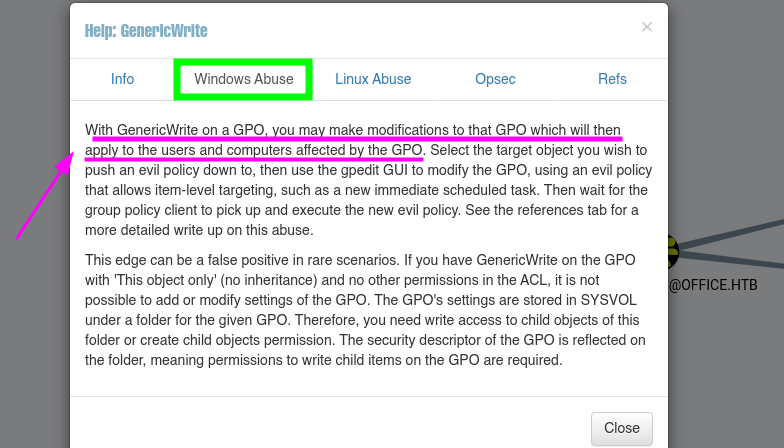 Help: GenericWrite
×
Info
Windows Abuse
Linux Abuse
Opsec
Refs
With GenericWrite on a GPO, you may make modifications to that GPO which will then
apply to the users and computers affected by the GPO. Select the target object you wish to
push an evil policy down to, then use the gpedit GUI to modify the GPO, using an evil policy
that allows item-level targeting, such as a new immediate scheduled task. Then wait for the
group policy client to pick up and execute the new evil policy. See the references tab for a
more detailed write up on this abuse.
This edge can be a false positive in rare scenarios. If you have GenericWrite on the GPO
with 'This object only' (no inheritance) and no other permissions in the ACL, it is not
possible to add or modify settings of the GPO. The GPO's settings are stored in SYSVOL
under a folder for the given GPO. Therefore, you need write access to child objects of this
folder or create child objects permission. The security descriptor of the GPO is reflected on
the folder, meaning permissions to write child items on the GPO are required.
@OFFICE.HTB
Close